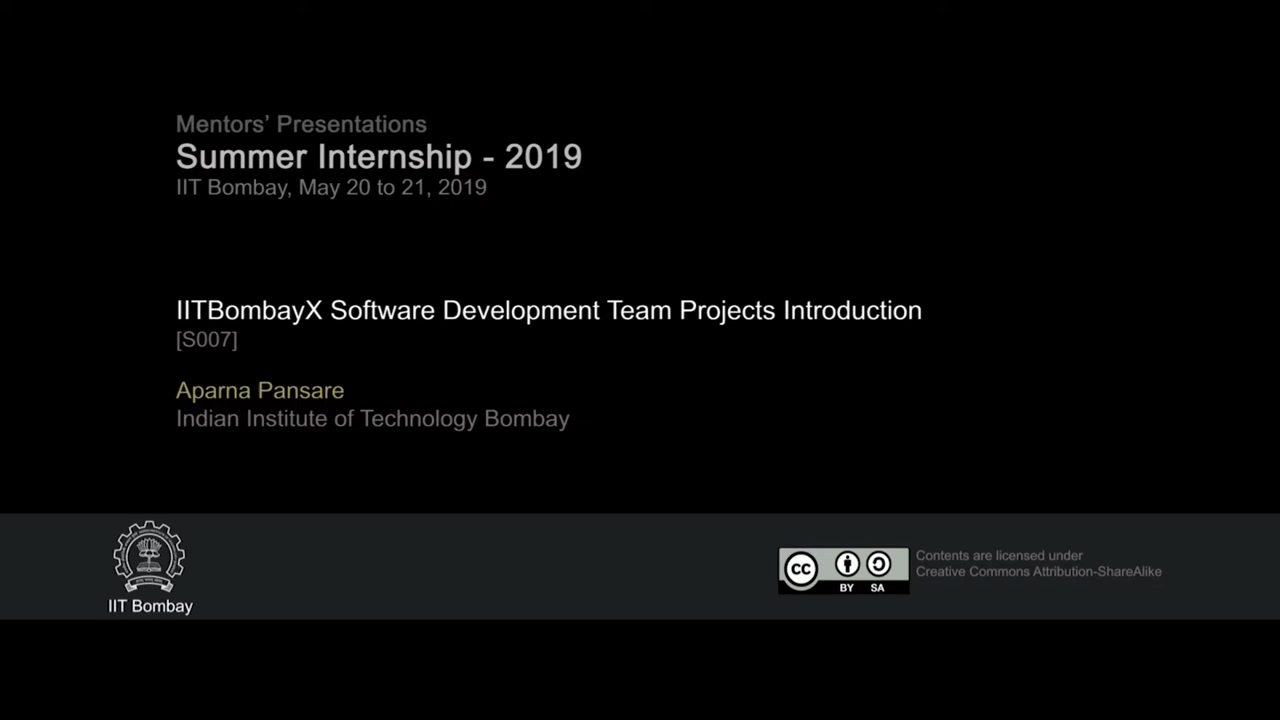 Mentors’ Presentations
Summer Internship - 2019
IIT Bombay, May 20 to 21, 2019
IITBombayX Software Development Team Projects Introduction
[S007]
Aparna Pansare
Indian Institute of Technology Bombay
IIT Bombay
cc
BY SA
Contents are licensed under
Creative Commons Attribution-ShareAlike